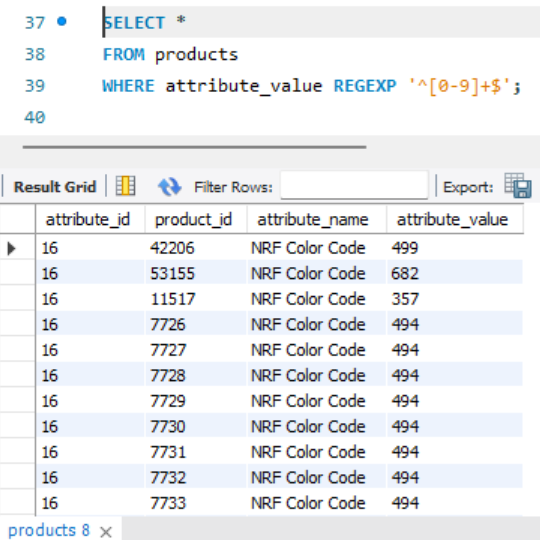 37 SELECT *
38 FROM products
39 WHERE attribute_value REGEXP '^[0-9]+$';
40
Result Grid Filter Rows: Export:
attribute_id product_id attribute_name attribute_value
16 42206 NRF Color Code 499
16 53155 NRF Color Code 682
16 11517 NRF Color Code 357
16 7726 NRF Color Code 494
16 7727 NRF Color Code 494
16 7728 NRF Color Code 494
16 7729 NRF Color Code 494
16 7730 NRF Color Code 494
16 7731 NRF Color Code 494
16 7732 NRF Color Code 494
16 7733 NRF Color Code 494
products 8